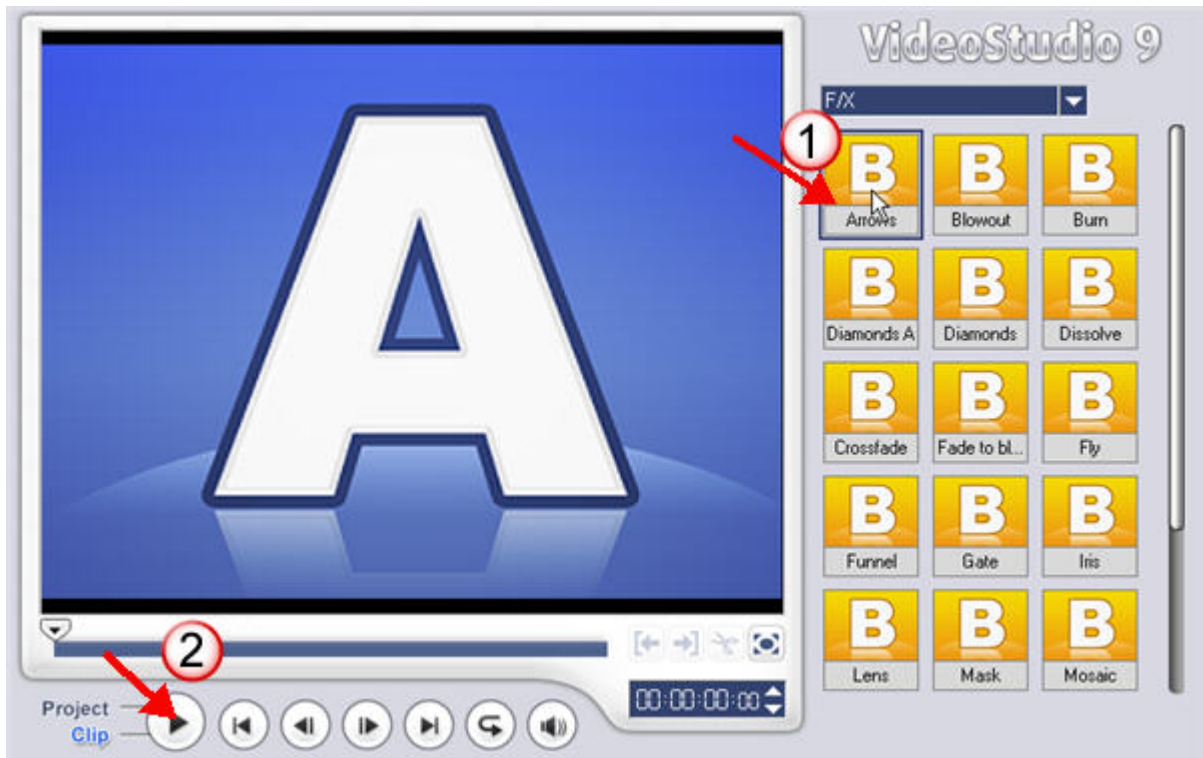 VideoStudio 9
F/X
1
B B B
Arrows Blowout Burn
A
B B B
Diamonds A Diamonds Dissolve
B B B
Crossfade Fade to bl... Fly
B B B
Funnel Gate Iris
B B B
Lens Mask Mosaic
2
00:00:00:00
Project
Clip